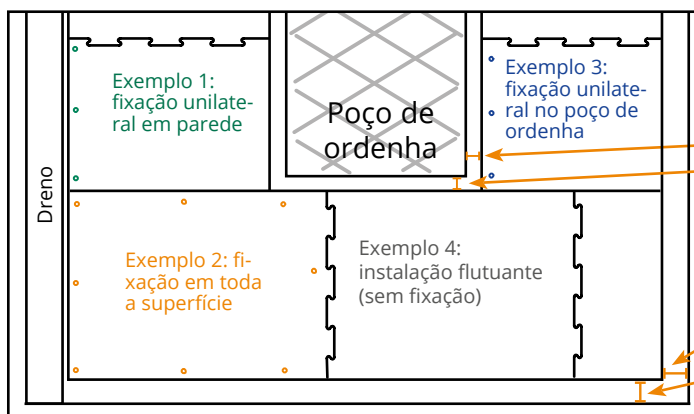 Exemplo 1:
fixação unilate-
ral em parede
Poço de
ordenha
Exemplo 3:
fixação unilate-
ral no poço de
ordenha
Dreno
Exemplo 2: fi-
xação em toda
a superfície
Exemplo 4:
instalação flutuante
(sem fixação)